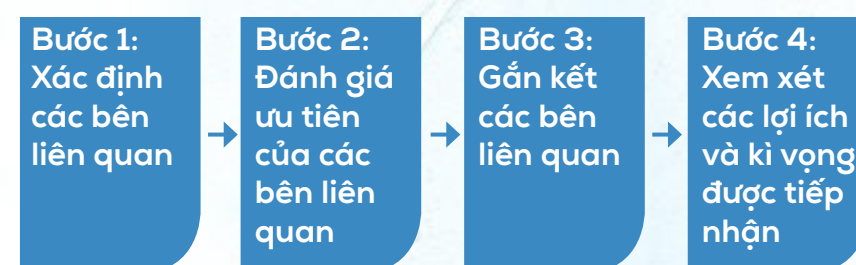 Bước 1:
Xác định
các bên
liên quan
Bước 2:
Đánh giá
ưu tiên
của các
bên liên
quan
Bước 3:
Gắn kết
các bên
liên quan
Bước 4:
Xem xét
các lợi ích
và kì vọng
được tiếp
nhận